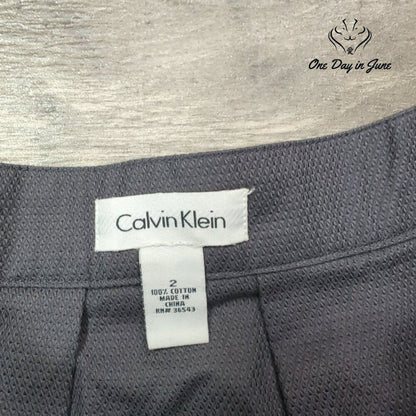 One Day in June
Calvin Klein
2
100% COTTON
MADE IN
CHINA
RN# 36543